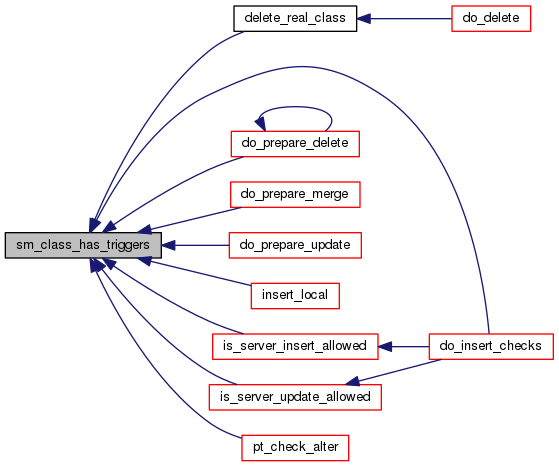 delete_real_class
do_delete
do_prepare_delete
do_prepare_merge
sm_class_has_triggers
do_prepare_update
insert_local
is_server_insert_allowed
do_insert_checks
is_server_update_allowed
pt_check_alter